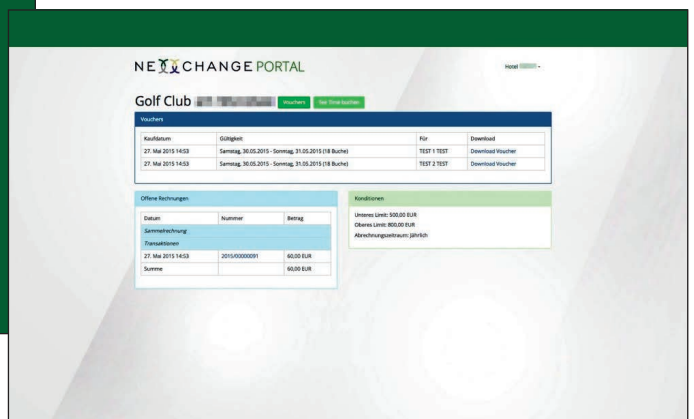 NEXXCHANGE PORTAL
Hotel
Golf Club
Vouchers
Tee Time buchen
Vouchers
Kaufdatum Gültigkeit Für Download
27. Mai 2015 14:53 Samstag, 30.05.2015 - Sonntag, 31.05.2015 (18 Buche) TEST 1 TEST Download Voucher
27. Mai 2015 14:53 Samstag, 30.05.2015 - Sonntag, 31.05.2015 (18 Buche) TEST 2 TEST Download Voucher
Offene Rechnungen
Datum Nummer Betrag
Sammelrechnung
Transaktionen
27. Mai 2015 14:53 2015/00000091 60,00 EUR
Summe 60,00 EUR
Konditionen
Unteres Limit: 500,00 EUR
Oberes Limit: 800,00 EUR
Abrechnungszeitraum: Jährlich